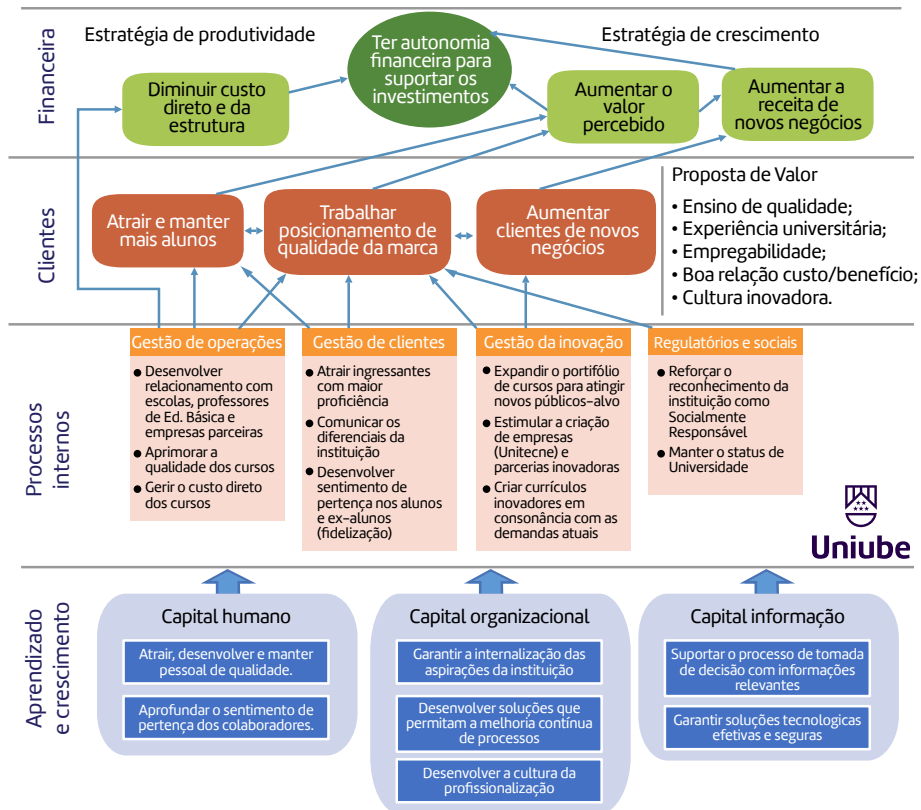 Financeira
Estratégia de produtividade
Ter autonomia
financeira para
suportar os
investimentos
Estratégia de crescimento
Diminuir custo
direto e da
estrutura
Aumentar o
valor
percebido
Aumentar a
receita de
novos negócios
Clientes
Atrair e manter
mais alunos
Trabalhar
posicionamento de
qualidade da marca
Aumentar
clientes de novos
negócios
Proposta de Valor
• Ensino de qualidade;
• Experiência universitária;
• Empregabilidade;
• Boa relação custo/benefício;
• Cultura inovadora.
Processos
internos
Gestão de operações
● Desenvolver
relacionamento com
escolas, professores
de Ed. Básica e
empresas parceiras
● Aprimorar a
qualidade dos cursos
● Gerir o custo direto
dos cursos
Gestão de clientes
● Atrair ingressantes
com maior
proficiência
● Comunicar os
diferenciais da
instituição
● Desenvolver
sentimento de
pertença nos alunos
e ex-alunos
(fidelização)
Gestão da inovação
● Expandir o portifólio
de cursos para atingir
novos públicos-alvo
● Estimular a criação
de empresas
(Unitecne) e
parcerias inovadoras
● Criar currículos
inovadores em
consonância com as
demandas atuais
Regulatórios e sociais
● Reforçar o
reconhecimento da
instituição como
Socialmente
Responsável
● Manter o status de
Universidade
Uniube
Aprendizado
e crescimento
Capital humano
Atrair, desenvolver e manter
pessoal de qualidade.
Aprofundar o sentimento de
pertença dos colaboradores.
Capital organizacional
Garantir a internalização das
aspirações da instituição
Desenvolver soluções que
permitam a melhoria contínua
de processos
Desenvolver a cultura da
profissionalização
Capital informação
Suportar o processo de tomada
de decisão com informações
relevantes
Garantir soluções tecnologicas
efetivas e seguras